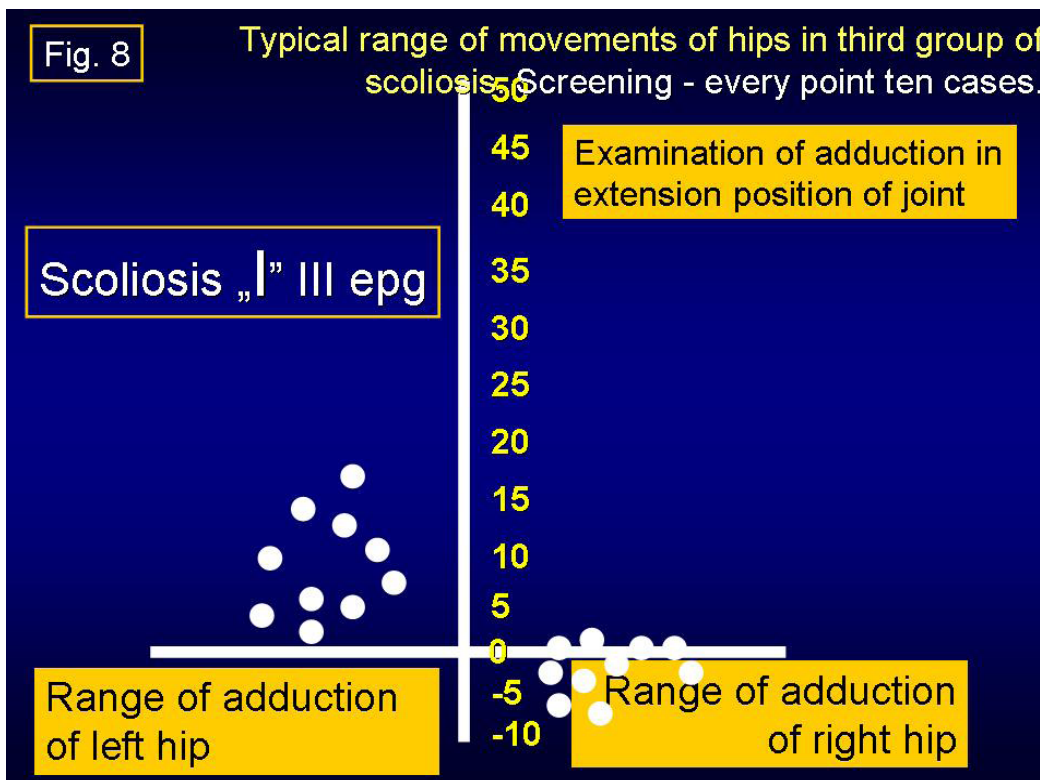 Fig. 8
Typical range of movements of hips in third group of
scoliosis. Screening - every point ten cases.
50
45
Examination of adduction in
extension position of joint
40
Scoliosis „I” III epg
35
30
25
20
15
10
5
0
-5
-10
Range of adduction
of left hip
Range of adduction
of right hip